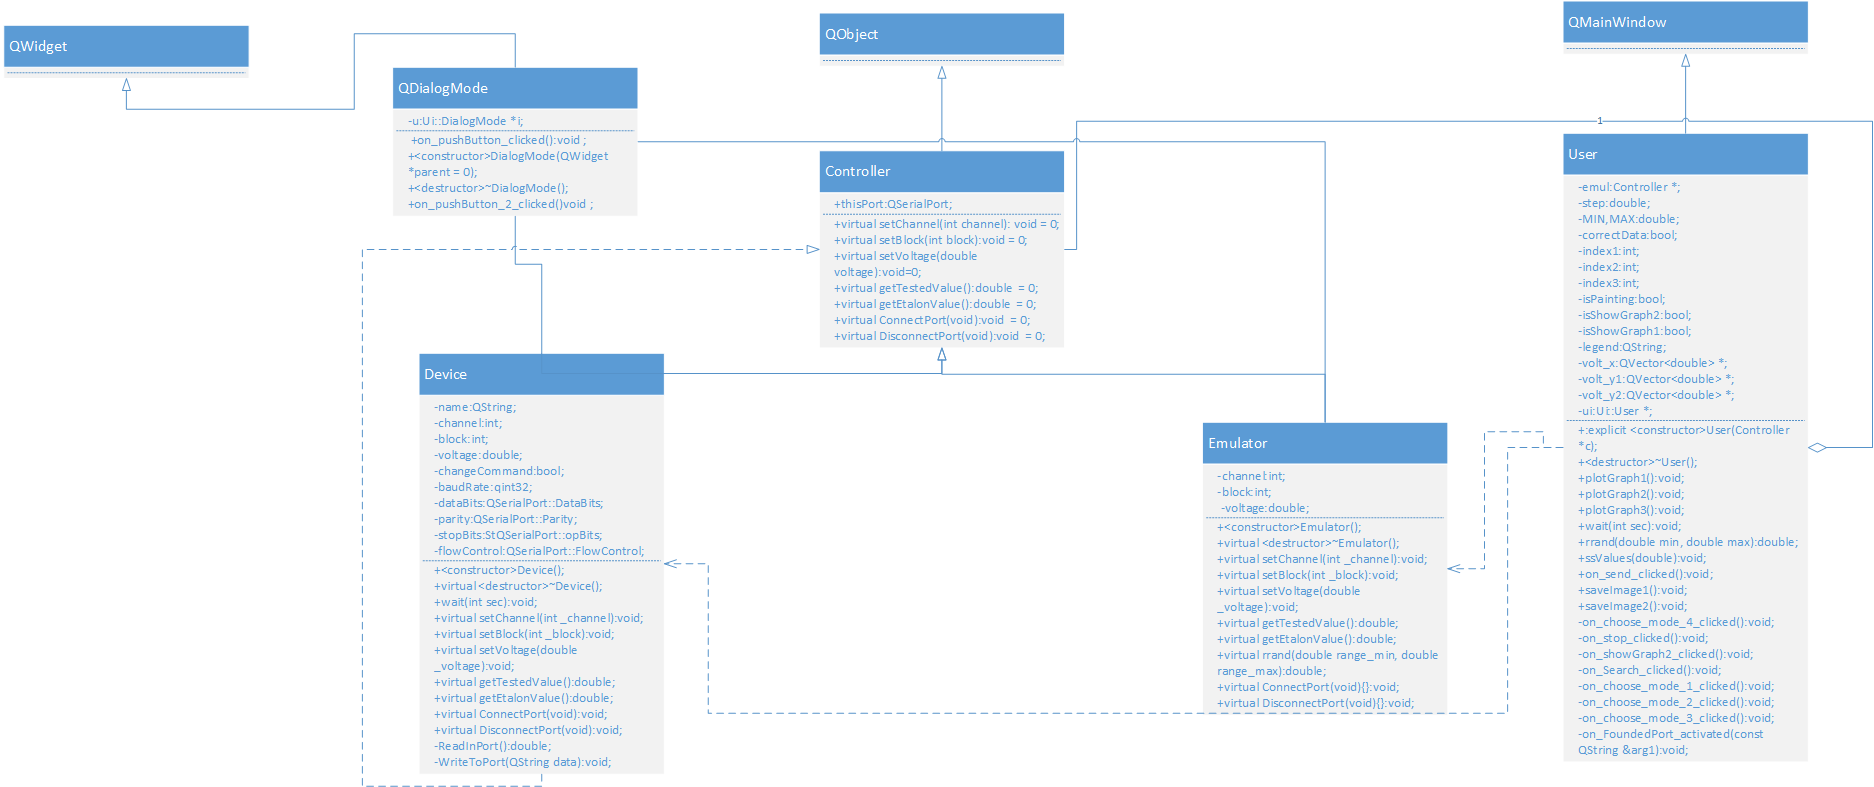 QWidget
QDialogMode
-u:Ui::DialogMode *i;
+on_pushButton_clicked():void ;
+<constructor>DialogMode(QWidget
*parent = 0);
+<destructor>~DialogMode();
+on_pushButton_2_clicked()void ;
QObject
Controller
+thisPort:QSerialPort;
+virtual setChannel(int channel): void = 0;
+virtual setBlock(int block):void = 0;
+virtual setVoltage(double
voltage):void=0;
+virtual getTestedValue():double = 0;
+virtual getEtalonValue():double = 0;
+virtual ConnectPort(void):void = 0;
+virtual DisconnectPort(void):void = 0;
QMainWindow
1
User
-emul:Controller *;
-step:double;
-MIN,MAX:double;
-correctData:bool;
-index1:int;
-index2:int;
-index3:int;
-isPainting:bool;
-isShowGraph2:bool;
-isShowGraph1:bool;
-legend:QString;
-volt_x:QVector<double> *;
-volt_y1:QVector<double> *;
-volt_y2:QVector<double> *;
-ui:Ui::User *;
+:explicit <constructor>User(Controller
*c);
+<destructor>~User();
+plotGraph1():void;
+plotGraph2():void;
+plotGraph3():void;
+wait(int sec):void;
+rrand(double min, double max):double;
+ssValues(double):void;
+on_send_clicked():void;
+saveImage1():void;
+saveImage2():void;
-on_choose_mode_4_clicked():void;
-on_stop_clicked():void;
-on_showGraph2_clicked():void;
-on_Search_clicked():void;
-on_choose_mode_1_clicked():void;
-on_choose_mode_2_clicked():void;
-on_choose_mode_3_clicked():void;
-on_FoundedPort_activated(const
QString &arg1):void;
Device
-name:QString;
-channel:int;
-block:int;
-voltage:double;
-changeCommand:bool;
-baudRate:qint32;
-dataBits:QSerialPort::DataBits;
-parity:QSerialPort::Parity;
-stopBits:StQSerialPort::opBits;
-flowControl:QSerialPort::FlowControl;
+<constructor>Device();
+virtual <destructor>~Device();
+wait(int sec):void;
+virtual setChannel(int _channel):void;
+virtual setBlock(int _block):void;
+virtual setVoltage(double
_voltage):void;
+virtual getTestedValue():double;
+virtual getEtalonValue():double;
+virtual ConnectPort(void):void;
+virtual DisconnectPort(void):void;
-ReadInPort():double;
-WriteToPort(QString data):void;
Emulator
-channel:int;
-block:int;
-voltage:double;
+<constructor>Emulator();
+virtual <destructor>~Emulator();
+virtual setChannel(int _channel):void;
+virtual setBlock(int _block):void;
+virtual setVoltage(double
_voltage):void;
+virtual getTestedValue():double;
+virtual getEtalonValue():double;
+virtual rrand(double range_min, double
range_max):double;
+virtual ConnectPort(void){}:void;
+virtual DisconnectPort(void){}:void;